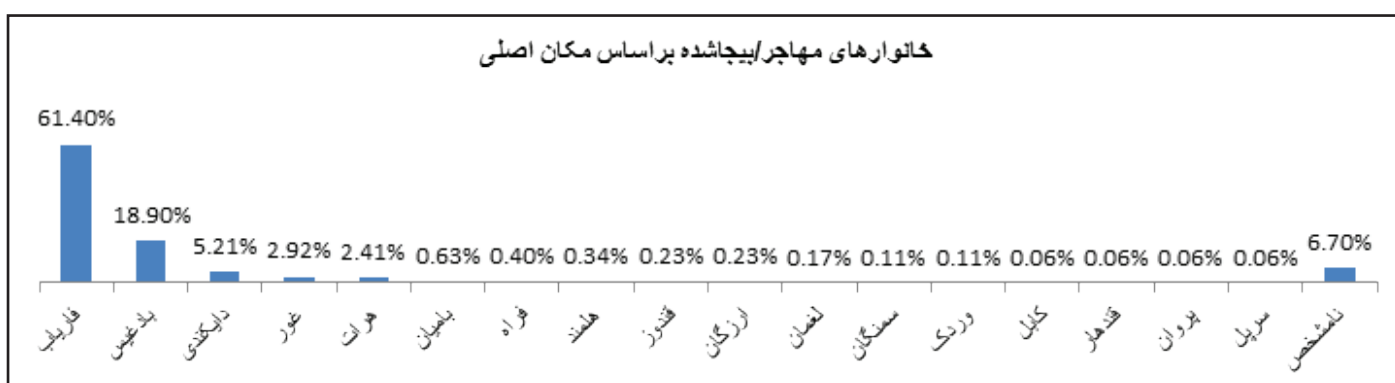 خانوارهای مهاجر/بیجاشده براساس مکان اصلی
61.40% 18.90% 5.21% 2.92% 2.41% 0.63% 0.40% 0.34% 0.23% 0.23% 0.17% 0.11% 0.11% 0.06% 0.06% 0.06% 0.06% 6.70%
فاریاب بادغیس دایکندی غور هرات بامیان فراه هلمند قندوز ارزگان لغمان سمنگان وردک کابل قندهار پروان سرپل نامشخص